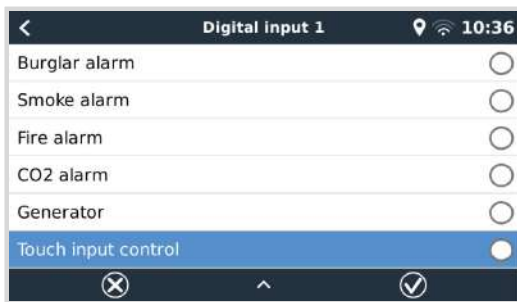 Digital input 1 10:36
Burglar alarm
Smoke alarm
Fire alarm
CO2 alarm
Generator
Touch input control